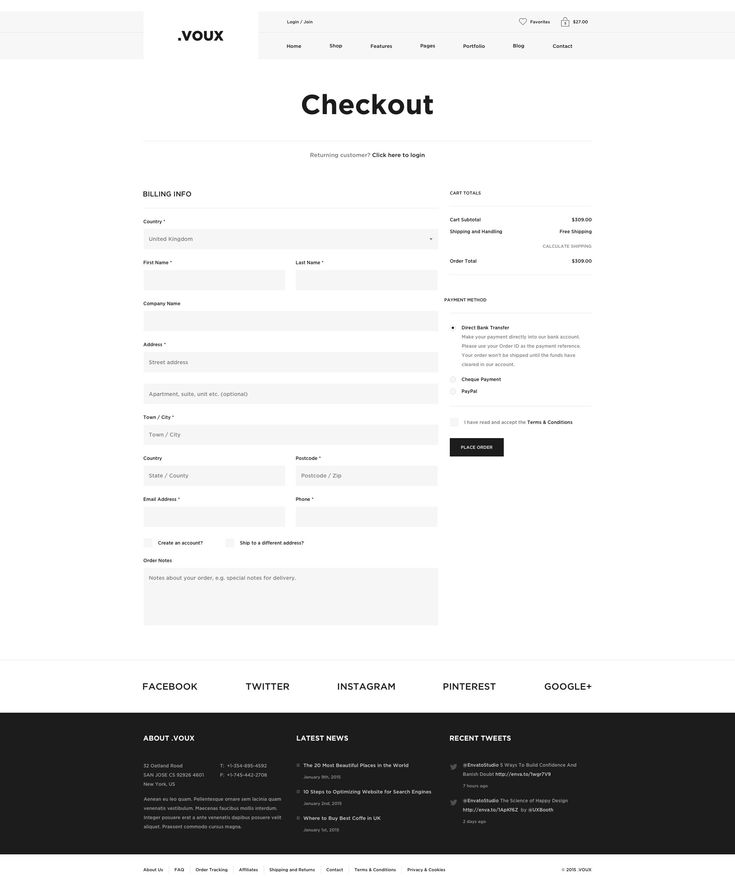 .VOUX
Login / Join
Favorites
$27.00
Home
Shop
Features
Pages
Portfolio
Blog
Contact
Checkout
Returning customer? Click here to login
BILLING INFO
Country *
United Kingdom
First Name *
Last Name *
Company Name
Address *
Street address
Apartment, suite, unit etc. (optional)
Town / City *
Town / City
Country
Postcode *
State / County
Postcode / Zip
Email Address *
Phone *
Create an account?
Ship to a different address?
Order Notes
Notes about your order, e.g. special notes for delivery.
CART TOTALS
Cart Subtotal
$309.00
Shipping and Handling
Free Shipping
CALCULATE SHIPPING
Order Total
$309.00
PAYMENT METHOD
Direct Bank Transfer
Make your payment directly into our bank account.
Please use your Order ID as the payment reference.
Your order won't be shipped until the funds have
cleared in our account.
Cheque Payment
PayPal
I have read and accept the Terms & Conditions
PLACE ORDER
FACEBOOK
TWITTER
INSTAGRAM
PINTEREST
GOOGLE+
ABOUT .VOUX
32 Oatland Rood
SAN JOSE CS 92926 4601
New York, US
T: +1-354-895-4592
F: +1-745-442-2708
Aenean eu leo quam. Pellentesque ornare sem lacinia quam
venenatis vestibulum. Maecenas faucibus mollis interdum.
Integer posuere erat a ante venenatis dapibus posuere velit
aliquet. Praesent commodo cursus magna.
LATEST NEWS
The 20 Most Beautiful Places in the World
January 9th, 2015
10 Steps to Optimizing Website for Search Engines
January 2nd, 2015
Where to Buy Best Coffe in UK
January 1st, 2015
RECENT TWEETS
@EnvatoStudio 5 Ways To Build Confidence And
Banish Doubt http://enva.to/1wgr7V9
7 hours ago
@EnvatoStudio The Science of Happy Design
http://enva.to/1ApKf6Z by @UXBooth
2 days ago
About Us
FAQ
Order Tracking
Affiliates
Shipping and Returns
Contact
Terms & Conditions
Privacy & Cookies
© 2015 .VOUX